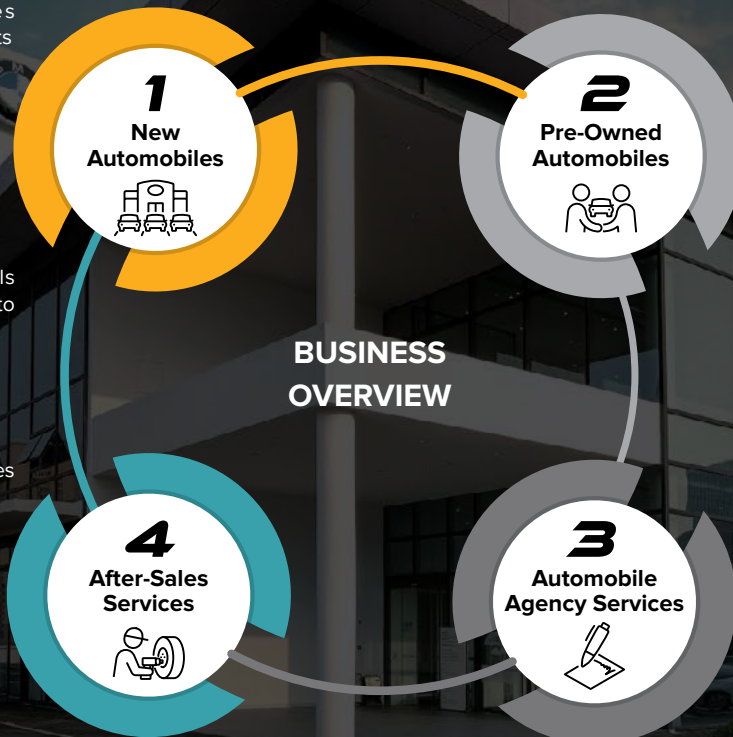 1
New
Automobiles
2
Pre-Owned
Automobiles
BUSINESS
OVERVIEW
4
After-Sales
Services
3
Automobile
Agency Services